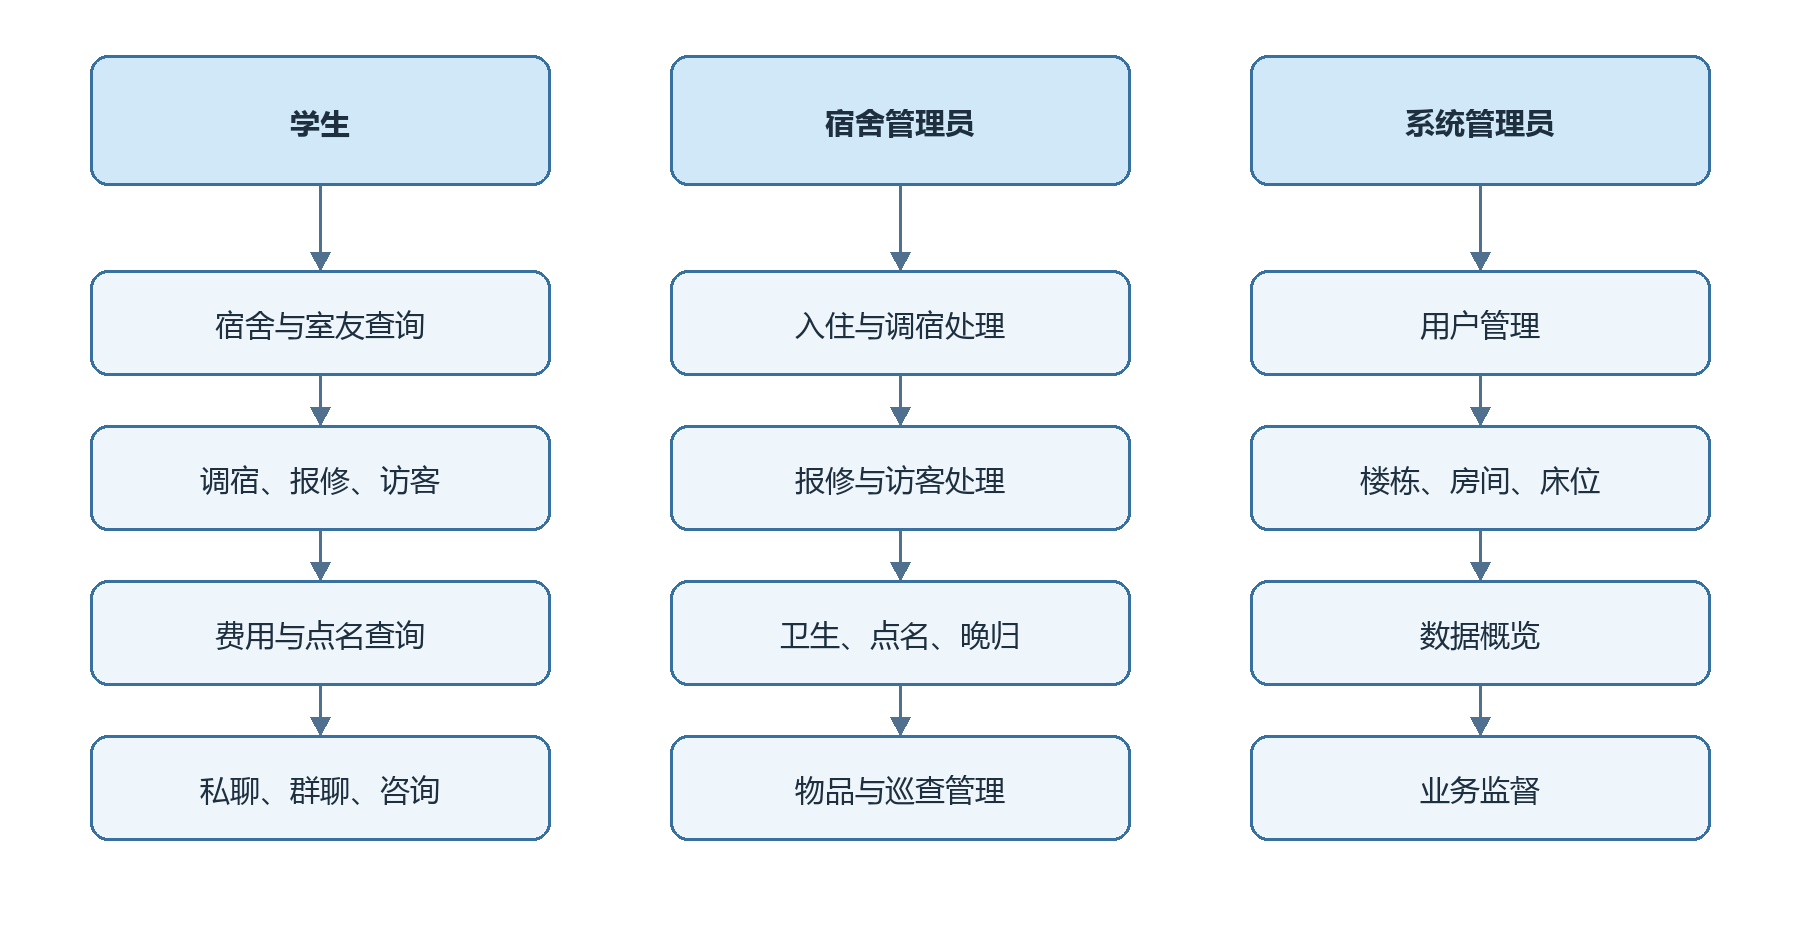 学生
宿舍与室友查询
调宿、报修、访客
费用与点名查询
私聊、群聊、咨询
宿舍管理员
入住与调宿处理
报修与访客处理
卫生、点名、晚归
物品与巡查管理
系统管理员
用户管理
楼栋、房间、床位
数据概览
业务监督